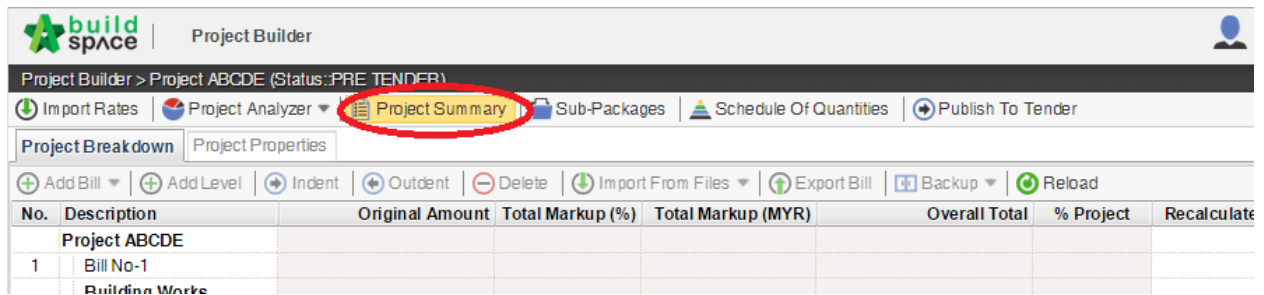 build
spʌce
Project Builder
Project Builder > Project ABCDE (Status::PRE TENDER)
Import Rates Project Analyzer Project Summary Sub-Packages Schedule Of Quantities Publish To Tender
Project Breakdown Project Properties
Add Bill Add Level Indent Outdent Delete Import From Files Export Bill Backup Reload
No. Description Original Amount Total Markup (%) Total Markup (MYR) Overall Total % Project Recalculate
Project ABCDE
1 Bill No-1
Building Works